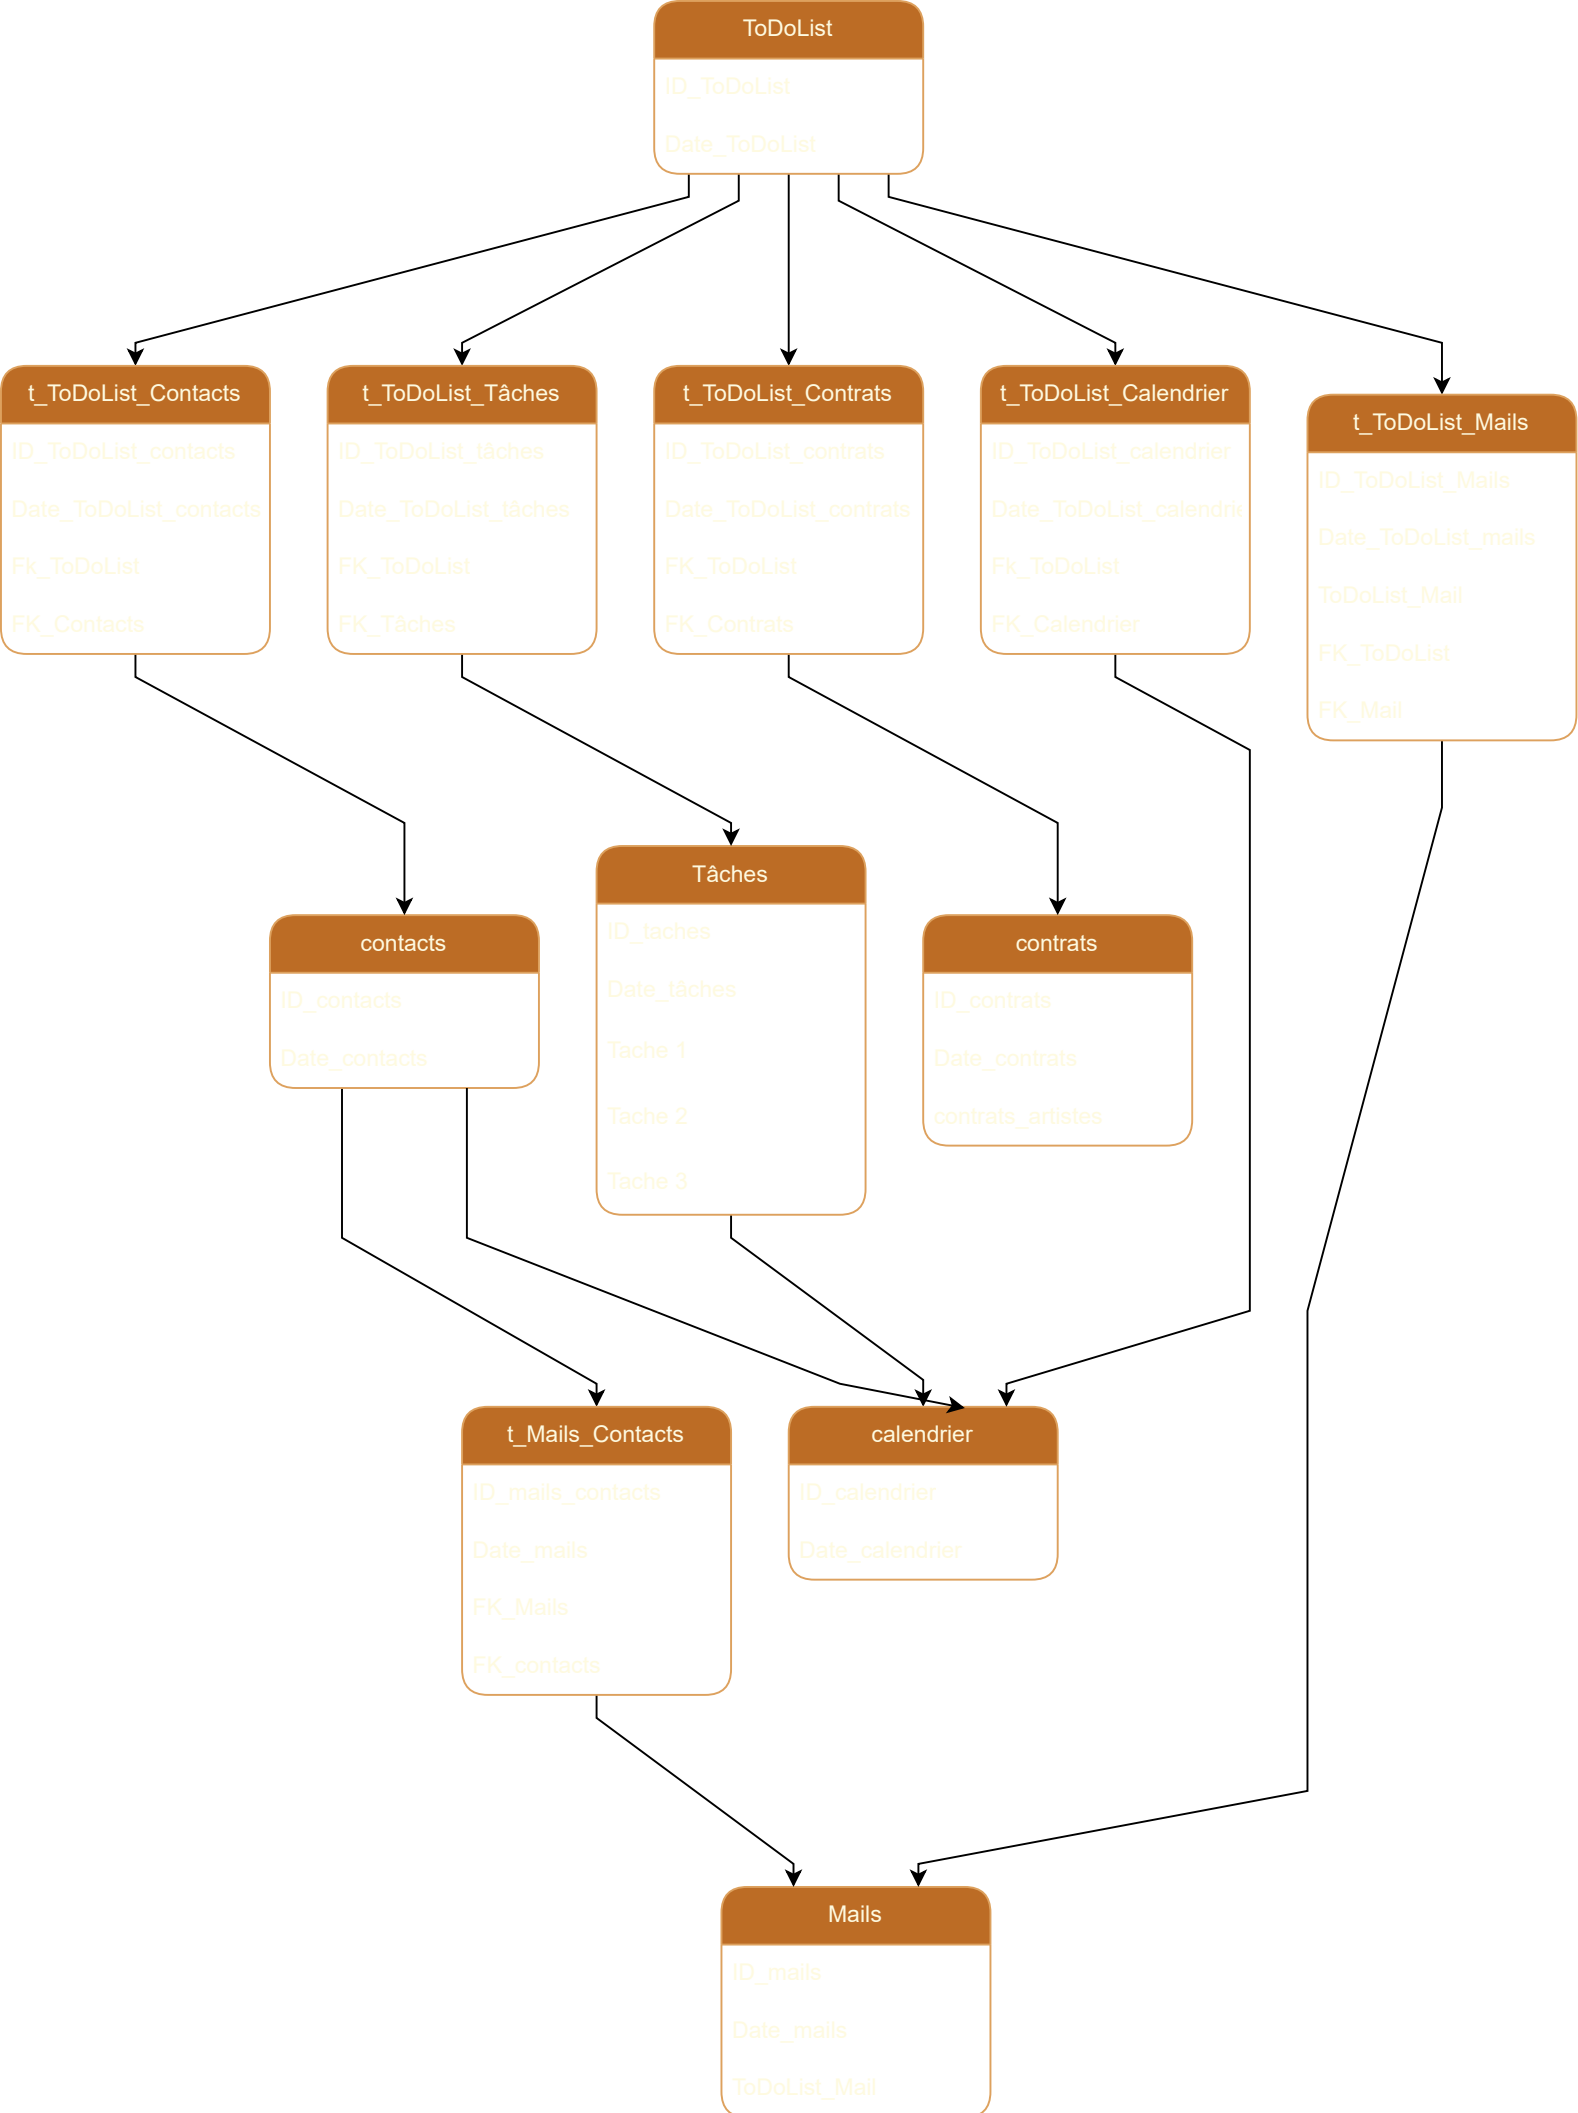 ToDoList
ID_ToDoList
Date_ToDoList
t_ToDoList_Contacts
ID_ToDoList_contacts
Date_ToDoList_contacts
Fk_ToDoList
FK_Contacts
t_ToDoList_Tâches
ID_ToDoList_tâches
Date_ToDoList_tâches
FK_ToDoList
FK_Tâches
t_ToDoList_Contrats
ID_ToDoList_contrats
Date_ToDoList_contrats
FK_ToDoList
FK_Contrats
t_ToDoList_Calendrier
ID_ToDoList_calendrier
Date_ToDoList_calendrie
Fk_ToDoList
FK_Calendrier
t_ToDoList_Mails
ID_ToDoList_Mails
Date_ToDoList_mails
ToDoList_Mail
FK_ToDoList
FK_Mail
contacts
ID_contacts
Date_contacts
Tâches
ID_taches
Date_tâches
Tache 1
Tache 2
Tache 3
contrats
ID_contrats
Date_contrats
contrats_artistes
t_Mails_Contacts
ID_mails_contacts
Date_mails
FK_Mails
FK_contacts
calendrier
ID_calendrier
Date_calendrier
Mails
ID_mails
Date_mails
ToDoList_Mail